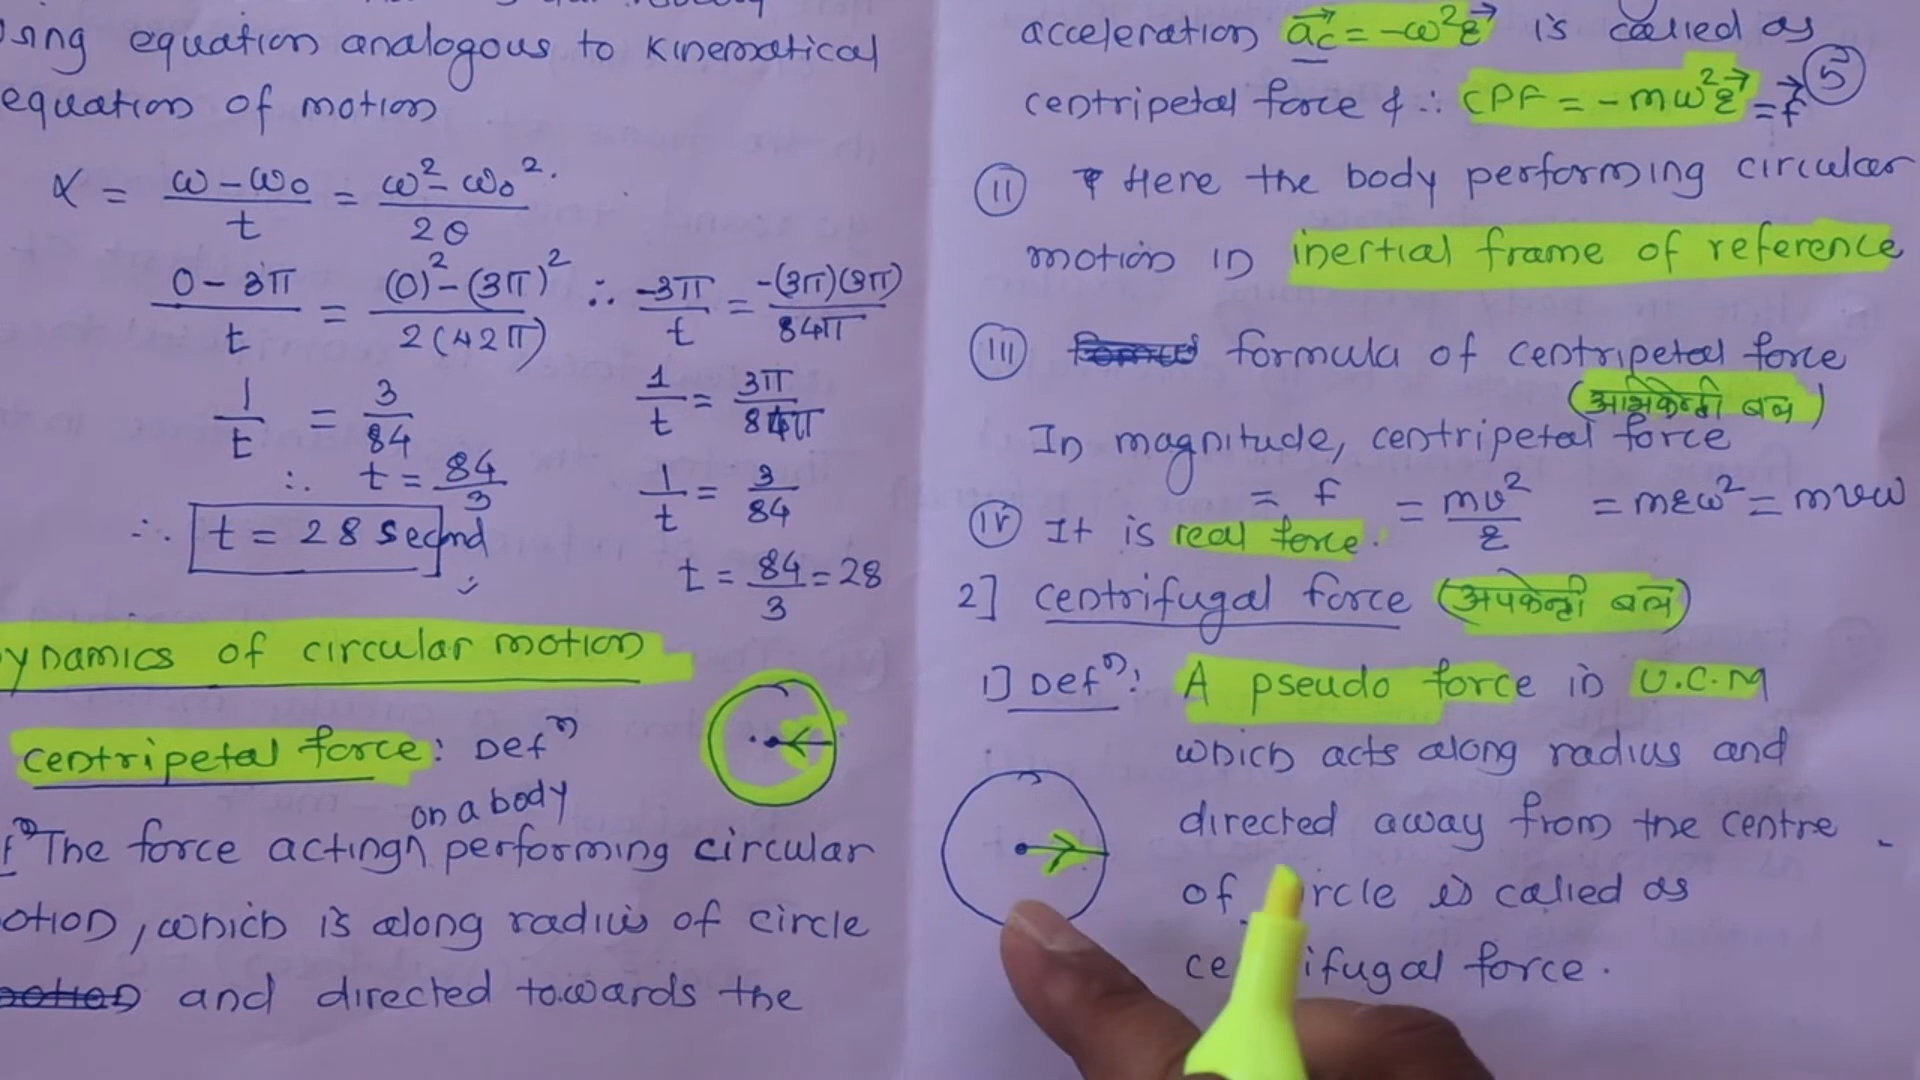 equation analogous to kinematical
equation of motion
α = ω-ω₀/t = ω²-ω₀²/2θ
0-3π/t = (0)²-(3π)²/2(42π) ∴ -3π/t = -(3π)(3π)/84π
1/t = 3/84
1/t = 3π/84π
∴ t = 84/3
1/t = 3/84
∴ t = 28 second
t = 84/3 = 28
ynamics of circular motion
centripetal force: Defⁿ
on a body
The force acting performing circular
otion, which is along radius of circle
and directed towards the
acceleration a⃗c = -ω²r⃗ is called as
5
centripetal force & ∴ CPF = -mω²r⃗ = f⃗
(II) Here the body performing circular
motion in inertial frame of reference
(III) formula of centripetal force
(अभिकेन्द्री बल)
In magnitude, centripetal force
= F = mv²/r = mrω² = mvω
(IV) It is real force.
2] centrifugal force (अपकेन्द्री बल)
1] Defⁿ: A pseudo force in U.C.M
which acts along radius and
directed away from the centre
of circle is called as
centrifugal force.